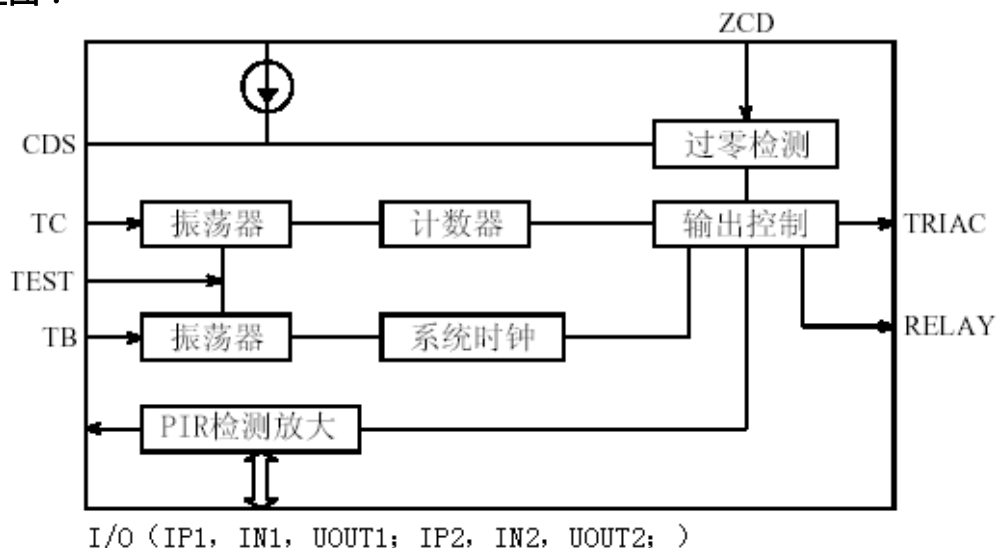 ZCD
CDS
过零检测
TC
振荡器
计数器
输出控制
TRIAC
TEST
TB
振荡器
系统时钟
RELAY
PIR检测放大
I/O（IP1，IN1，UOUT1；IP2，IN2，UOUT2；）